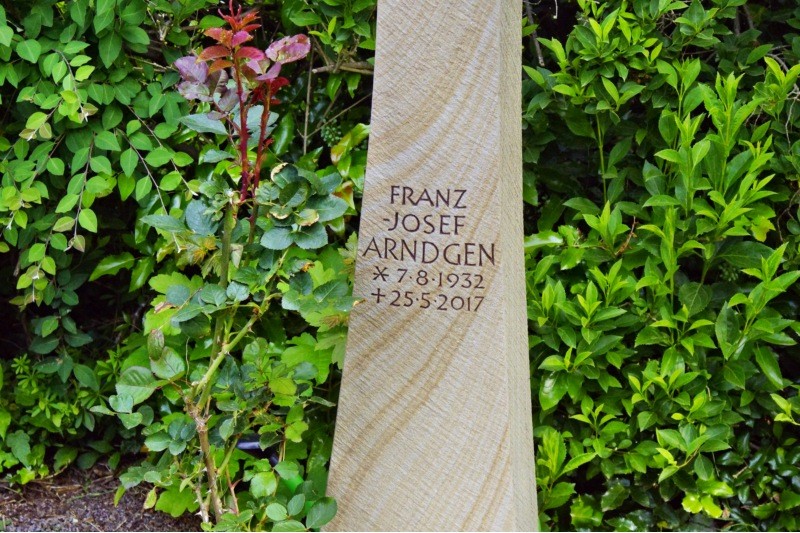 FRANZ
-JOSEF
ARNDGEN
* 7·8·1932
+ 25·5·2017